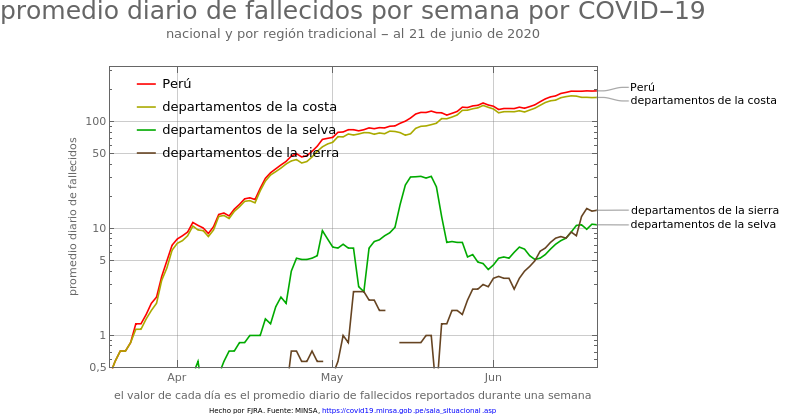 promedio diario de fallecidos por semana por COVID–19
nacional y por región tradicional – al 21 de junio de 2020
Perú
departamentos de la costa
departamentos de la selva
departamentos de la sierra
promedio diario de fallecidos
100
50
10
5
1
0,5
Apr
May
Jun
Perú
departamentos de la costa
departamentos de la sierra
departamentos de la selva
el valor de cada día es el promedio diario de fallecidos reportados durante una semana
Hecho por FJRA. Fuente: MINSA, https://covid19.minsa.gob.pe/sala_situacional .asp